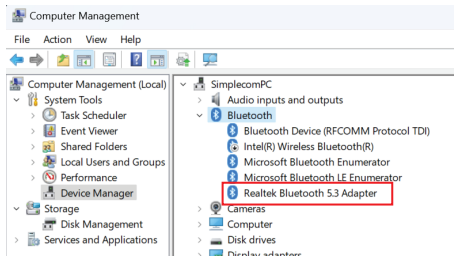 Computer Management
File Action View Help
Computer Management (Local)
System Tools
Task Scheduler
Event Viewer
Shared Folders
Local Users and Groups
Performance
Device Manager
Storage
Disk Management
Services and Applications
SimplecomPC
Audio inputs and outputs
Bluetooth
Bluetooth Device (RFCOMM Protocol TDI)
Intel(R) Wireless Bluetooth(R)
Microsoft Bluetooth Enumerator
Microsoft Bluetooth LE Enumerator
Realtek Bluetooth 5.3 Adapter
Cameras
Computer
Disk drives
Display adapters